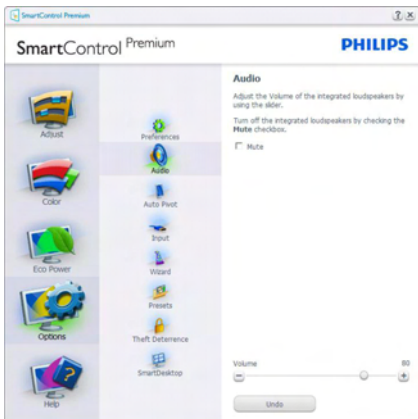 SmartControl Premium
? x
SmartControl Premium
PHILIPS
Adjust
Color
Eco Power
Options
Help
Preferences
Audio
Auto Pivot
Input
Wizard
Presets
Theft Deterrence
SmartDesktop
Audio
Adjust the Volume of the integrated loudspeakers by
using the slider.
Turn off the integrated loudspeakers by checking the
Mute checkbox.
Mute
Volume 80
Undo